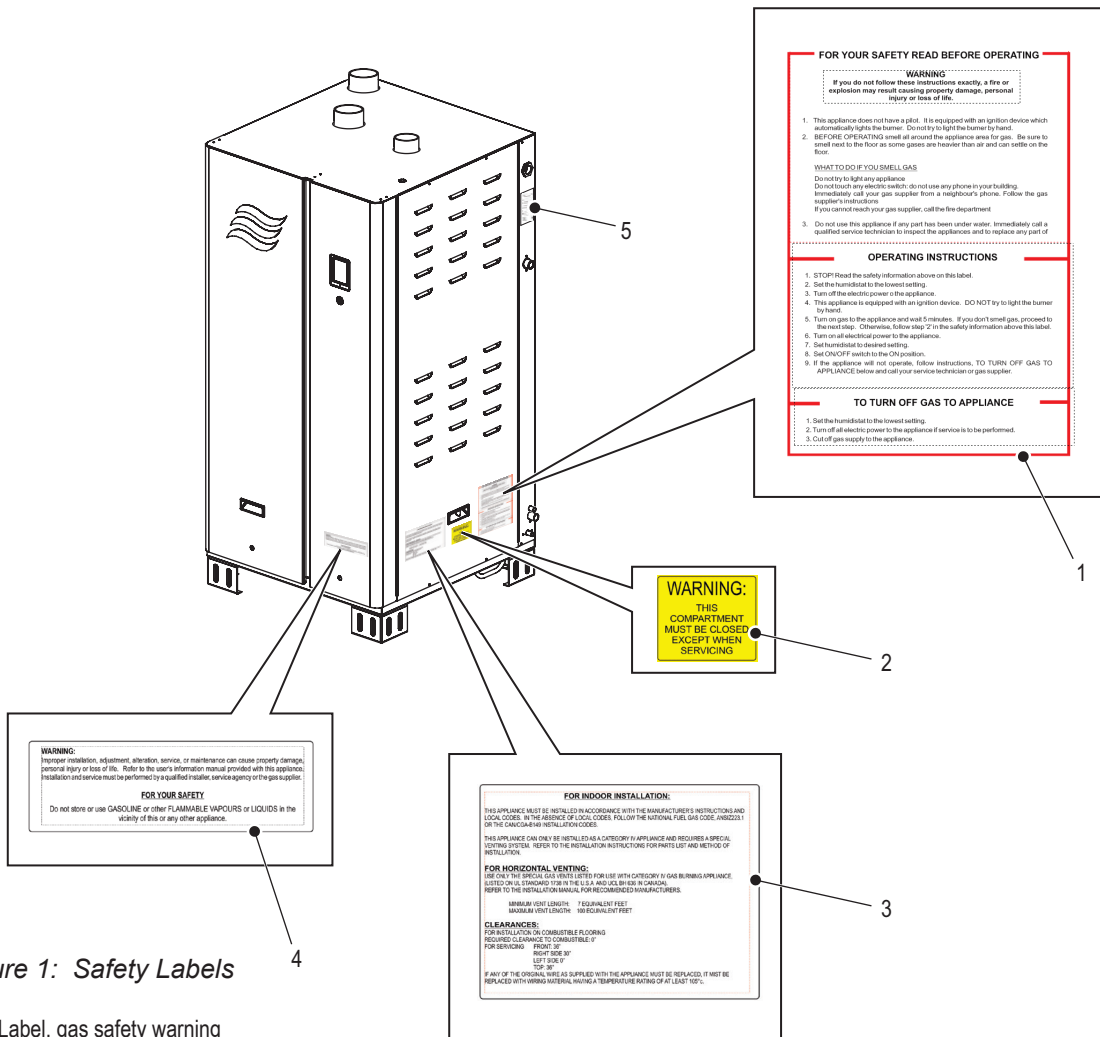 FOR YOUR SAFETY READ BEFORE OPERATING
WARNING
If you do not follow these instructions exactly, a fire or
explosion may result causing property damage, personal
injury or loss of life.
1. This appliance does not have a pilot. It is equipped with an ignition device which
automatically lights the burner. Do not try to light the burner by hand.
2. BEFORE OPERATING smell all around the appliance area for gas. Be sure to
smell next to the floor as some gases are heavier than air and can settle on the
floor.
WHAT TO DO IF YOU SMELL GAS
Do not try to light any appliance
Do not touch any electric switch: do not use any phone in your building.
Immediately call your gas supplier from a neighbour's phone. Follow the gas
supplier's instructions
If you cannot reach your gas supplier, call the fire department
3. Do not use this appliance if any part has been under water. Immediately call a
qualified service technician to inspect the appliances and to replace any part of
OPERATING INSTRUCTIONS
1. STOP! Read the safety information above on this label.
2. Set the humidistat to the lowest setting.
3. Turn off the electric power o the appliance.
4. This appliance is equipped with an ignition device. DO NOT try to light the burner
by hand.
5. Turn on gas to the appliance and wait 5 minutes. If you don't smell gas, proceed to
the next step. Otherwise, follow step '2' in the safety information above this label.
6. Turn on all electrical power to the appliance.
7. Set humidistat to desired setting.
8. Set ON/OFF switch to the ON position.
9. If the appliance will not operate, follow instructions, TO TURN OFF GAS TO
APPLIANCE below and call your service technician or gas supplier.
TO TURN OFF GAS TO APPLIANCE
1. Set the humidistat to the lowest setting.
2. Turn off all electric power to the appliance if service is to be performed.
3. Cut off gas supply to the appliance.
5
1
WARNING:
THIS
COMPARTMENT
MUST BE CLOSED
EXCEPT WHEN
SERVICING
2
WARNING:
Improper installation, adjustment, alteration, service, or maintenance can cause property damage,
personal injury or loss of life. Refer to the user's information manual provided with this appliance.
Installation and service must be performed by a qualified installer, service agency or the gas supplier.
FOR YOUR SAFETY
Do not store or use GASOLINE or other FLAMMABLE VAPOURS or LIQUIDS in the
vicinity of this or any other appliance.
4
FOR INDOOR INSTALLATION:
THIS APPLIANCE MUST BE INSTALLED IN ACCORDANCE WITH THE MANUFACTURER'S INSTRUCTIONS AND
LOCAL CODES. IN THE ABSENCE OF LOCAL CODES. FOLLOW THE NATIONAL FUEL GAS CODE, ANSIZ223.1
OR THE CAN/CGA-B149 INSTALLATION CODES.
THIS APPLIANCE CAN ONLY BE INSTALLED AS A CATEGORY IV APPLIANCE AND REQUIRES A SPECIAL
VENTING SYSTEM. REFER TO THE INSTALLATION INSTRUCTIONS FOR PARTS LIST AND METHOD OF
INSTALLATION.
FOR HORIZONTAL VENTING:
USE ONLY THE SPECIAL GAS VENTS LISTED FOR USE WITH CATEGORY IV GAS BURNING APPLIANCE.
(LISTED ON UL STANDARD 1738 IN THE U.S.A AND UCL BH 636 IN CANADA).
REFER TO THE INSTALLATION MANUAL FOR RECOMMENDED MANUFACTURERS.
MINIMUM VENT LENGTH: 7 EQUIVALENT FEET
MAXIMUM VENT LENGTH: 100 EQUIVALENT FEET
CLEARANCES:
FOR INSTALLATION ON COMBUSTIBLE FLOORING
REQUIRED CLEARANCE TO COMBUSTIBLE: 0"
FOR SERVICING FRONT: 36"
RIGHT SIDE 30"
LEFT SIDE 0"
TOP: 36"
IF ANY OF THE ORIGINAL WIRE AS SUPPLIED WITH THE APPLIANCE MUST BE REPLACED, IT MIST BE
REPLACED WITH WIRING MATERIAL HAVING A TEMPERATURE RATING OF AT LEAST 105°c.
3
ure 1: Safety Labels
Label, gas safety warning